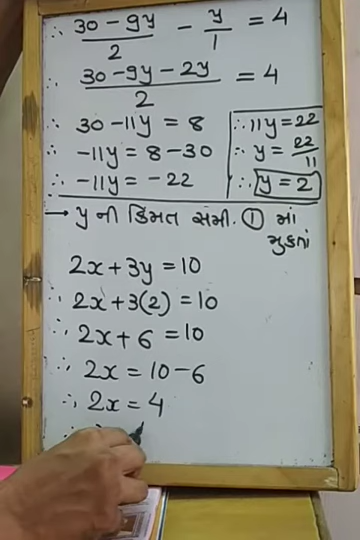 ∴ (30 - 9y)/2 - y/1 = 4
(30 - 9y - 2y)/2 = 4
∴ 30 - 11y = 8
∴ -11y = 8 - 30
∴ -11y = -22
∴ 11y = 22
∴ y = 22/11
∴ y = 2
→ y ની કિંમત સમી. ① માં
મુકતાં
2x + 3y = 10
∴ 2x + 3(2) = 10
∴ 2x + 6 = 10
∴ 2x = 10 - 6
∴ 2x = 4
∴